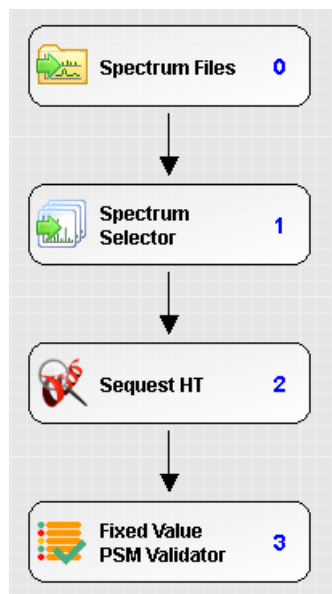 Spectrum Files 0
Spectrum
Selector 1
Sequest HT 2
Fixed Value
PSM Validator 3